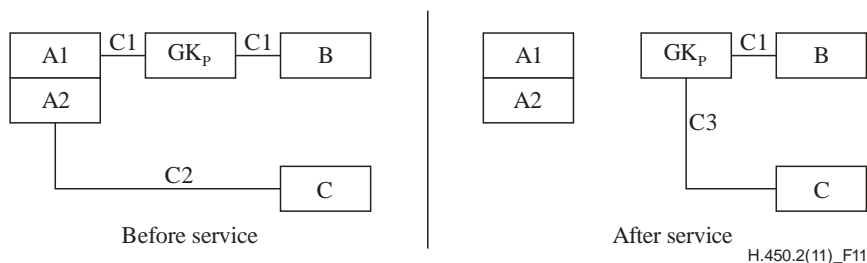 A1 C1 GKP C1 B
A2
C2
C
Before service
A1 GKP C1 B
A2
C3
C
After service
H.450.2(11)_F11